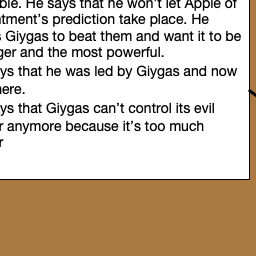 ble. He says that he won't let Apple of
ntment's prediction take place. He
s Giygas to beat them and want it to be
ger and the most powerful.
ys that he was led by Giygas and now
here.
ys that Giygas can't control its evil
r anymore because it's too much
r